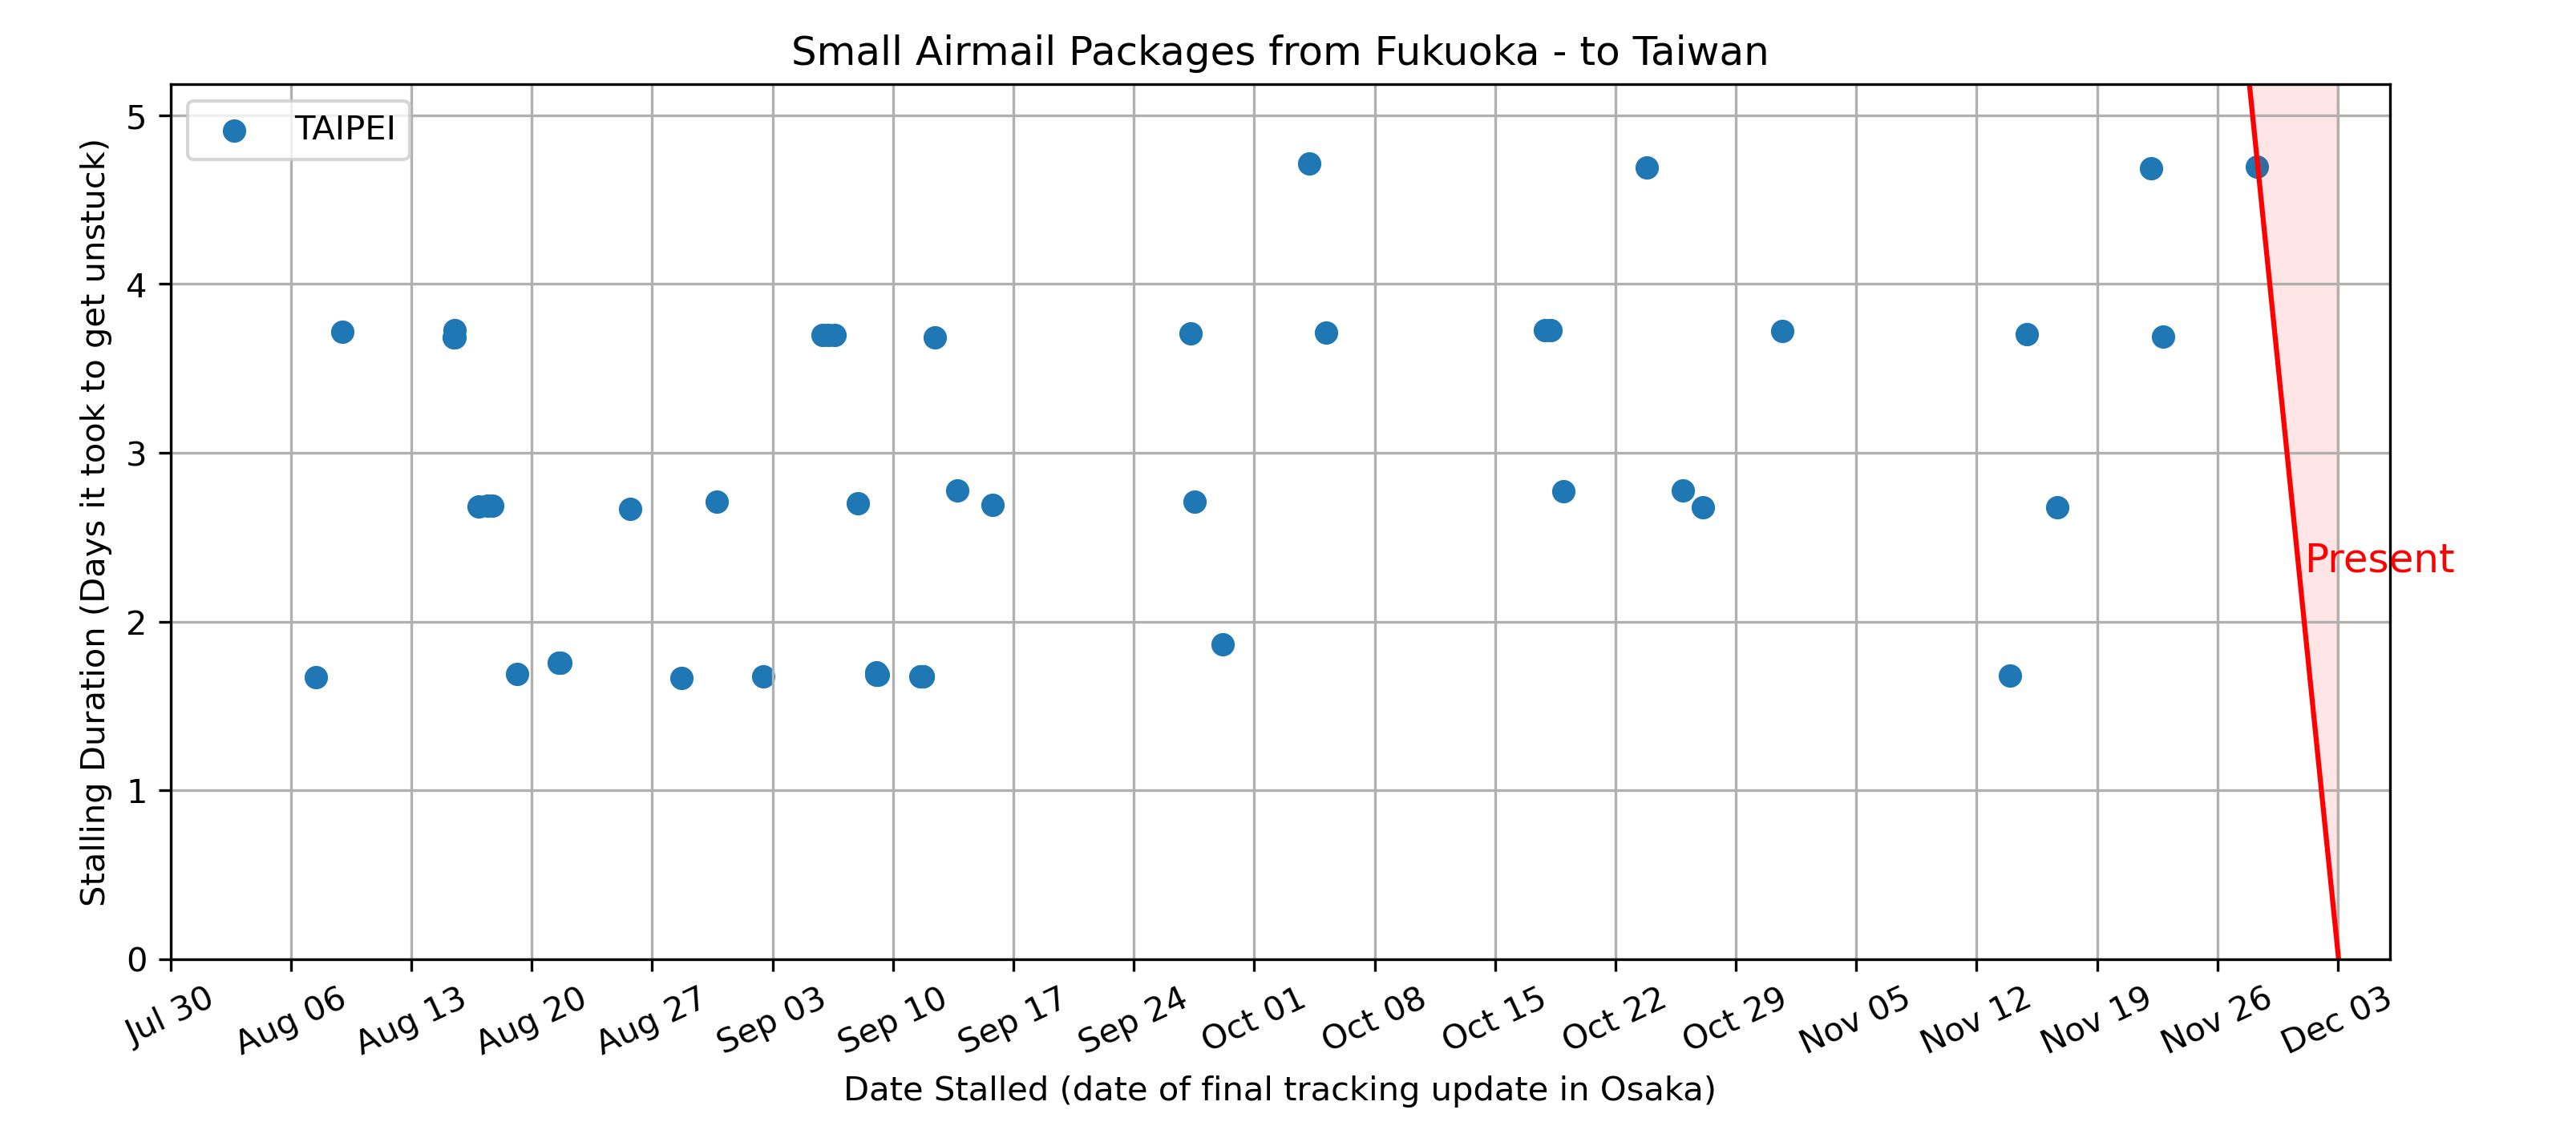 Small Airmail Packages from Fukuoka - to Taiwan
TAIPEI
Stalling Duration (Days it took to get unstuck)
5
4
3
2
1
0
Present
Jul 30
Aug 06
Aug 13
Aug 20
Aug 27
Sep 03
Sep 10
Sep 17
Sep 24
Oct 01
Oct 08
Oct 15
Oct 22
Oct 29
Nov 05
Nov 12
Nov 19
Nov 26
Dec 03
Date Stalled (date of final tracking update in Osaka)